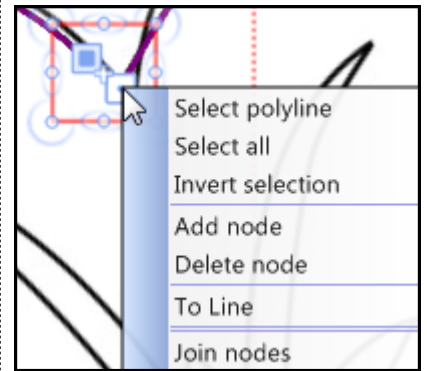 Select polyline
Select all
Invert selection
Add node
Delete node
To Line
Join nodes